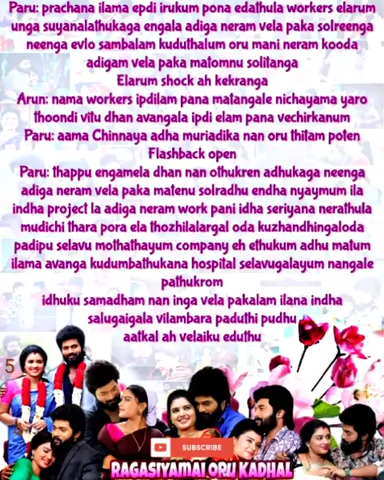 Paru: prachana ilama epdi irukum pona edathula workers elarum
unga suyanalathukaga engala adiga neram vela paka solreenga
neenga evlo sambalam kuduthalum oru mani neram kooda
adigam vela paka matomnu solitanga
Elarum shock ah kekranga
Arun: nama workers ipdilam pana matangale nichayama yaro
thoondi vitu dhan avangala ipdi elam pana vechirukanum
Paru: aama Chinnaya adha muriadika nan oru thitam poten
Flashback open
Paru: thappu engamela dhan nan othukren adhukaga neenga
adiga neram vela paka matenu solradhu endha nyaymum ila
indha project la adiga neram work pani idha seriyana nerathula
mudichi thara pora ela thozhilalargal oda kuzhandhingaloda
padipu selavu mothathayum company eh ethukum adhu matum
ilama avanga kudumbathukana hospital selavugalayum nangale
pathukrom
idhuku samadham nan inga vela pakalam ilana indha
salugaigala vilambara paduthi pudhu
aatkal ah velaiku eduthu
5
SUBSCRIBE
RAGASIYAMAI ORU KADHAL